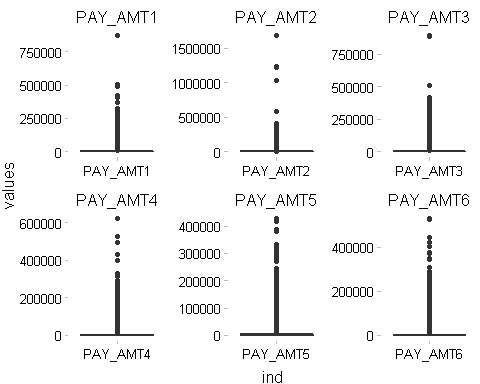 PAY_AMT1 PAY_AMT2 PAY_AMT3
750000 1500000 750000
500000 1000000 500000
250000 500000 250000
0 0 0
PAY_AMT1 PAY_AMT2 PAY_AMT3
values
PAY_AMT4 PAY_AMT5 PAY_AMT6
600000 400000 400000
400000 300000 200000
200000 200000 0
0 100000
0
PAY_AMT4 PAY_AMT5 PAY_AMT6
ind